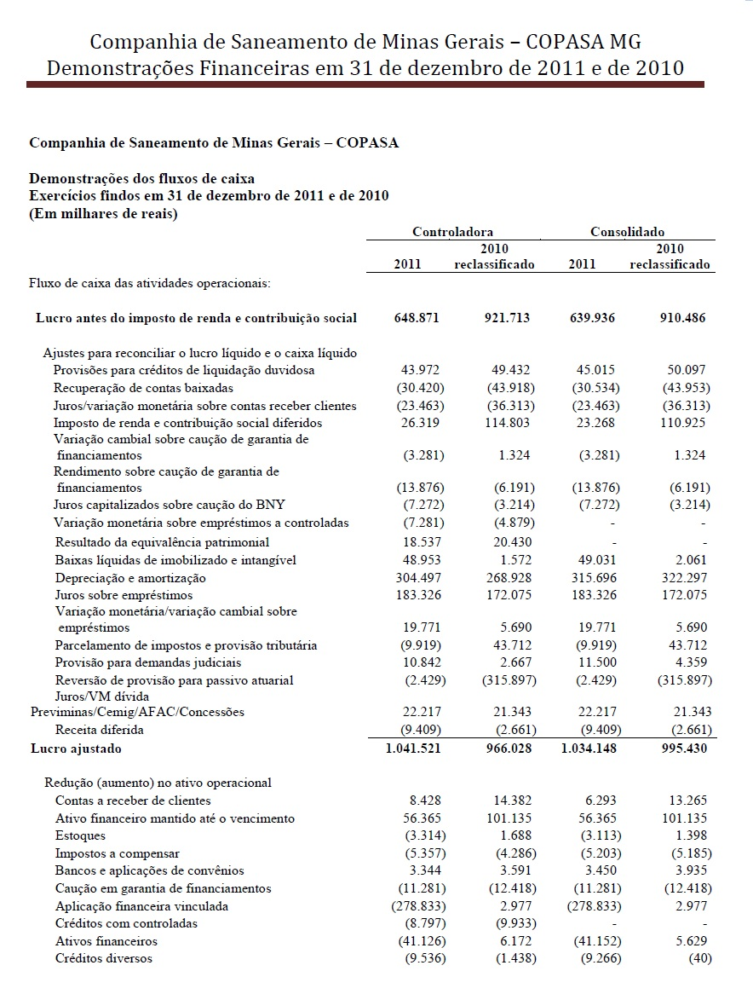 Companhia de Saneamento de Minas Gerais – COPASA MG
Demonstrações Financeiras em 31 de dezembro de 2011 e de 2010
Companhia de Saneamento de Minas Gerais – COPASA
Demonstrações dos fluxos de caixa
Exercícios findos em 31 de dezembro de 2011 e de 2010
(Em milhares de reais)
Controladora Consolidado
2010 2010
2011 reclassificado 2011 reclassificado
Fluxo de caixa das atividades operacionais:
Lucro antes do imposto de renda e contribuição social 648.871 921.713 639.936 910.486
Ajustes para reconciliar o lucro líquido e o caixa líquido
Provisões para créditos de liquidação duvidosa 43.972 49.432 45.015 50.097
Recuperação de contas baixadas (30.420) (43.918) (30.534) (43.953)
Juros/variação monetária sobre contas receber clientes (23.463) (36.313) (23.463) (36.313)
Imposto de renda e contribuição social diferidos 26.319 114.803 23.268 110.925
Variação cambial sobre caução de garantia de
financiamentos (3.281) 1.324 (3.281) 1.324
Rendimento sobre caução de garantia de
financiamentos (13.876) (6.191) (13.876) (6.191)
Juros capitalizados sobre caução do BNY (7.272) (3.214) (7.272) (3.214)
Variação monetária sobre empréstimos a controladas (7.281) (4.879) - -
Resultado da equivalência patrimonial 18.537 20.430 - -
Baixas líquidas de imobilizado e intangível 48.953 1.572 49.031 2.061
Depreciação e amortização 304.497 268.928 315.696 322.297
Juros sobre empréstimos 183.326 172.075 183.326 172.075
Variação monetária/variação cambial sobre
empréstimos 19.771 5.690 19.771 5.690
Parcelamento de impostos e provisão tributária (9.919) 43.712 (9.919) 43.712
Provisão para demandas judiciais 10.842 2.667 11.500 4.359
Reversão de provisão para passivo atuarial (2.429) (315.897) (2.429) (315.897)
Juros/VM dívida
Previminas/Cemig/AFAC/Concessões 22.217 21.343 22.217 21.343
Receita diferida (9.409) (2.661) (9.409) (2.661)
Lucro ajustado 1.041.521 966.028 1.034.148 995.430
Redução (aumento) no ativo operacional
Contas a receber de clientes 8.428 14.382 6.293 13.265
Ativo financeiro mantido até o vencimento 56.365 101.135 56.365 101.135
Estoques (3.314) 1.688 (3.113) 1.398
Impostos a compensar (5.357) (4.286) (5.203) (5.185)
Bancos e aplicações de convênios 3.344 3.591 3.450 3.935
Caução em garantia de financiamentos (11.281) (12.418) (11.281) (12.418)
Aplicação financeira vinculada (278.833) 2.977 (278.833) 2.977
Créditos com controladas (8.797) (9.933) - -
Ativos financeiros (41.126) 6.172 (41.152) 5.629
Créditos diversos (9.536) (1.438) (9.266) (40)